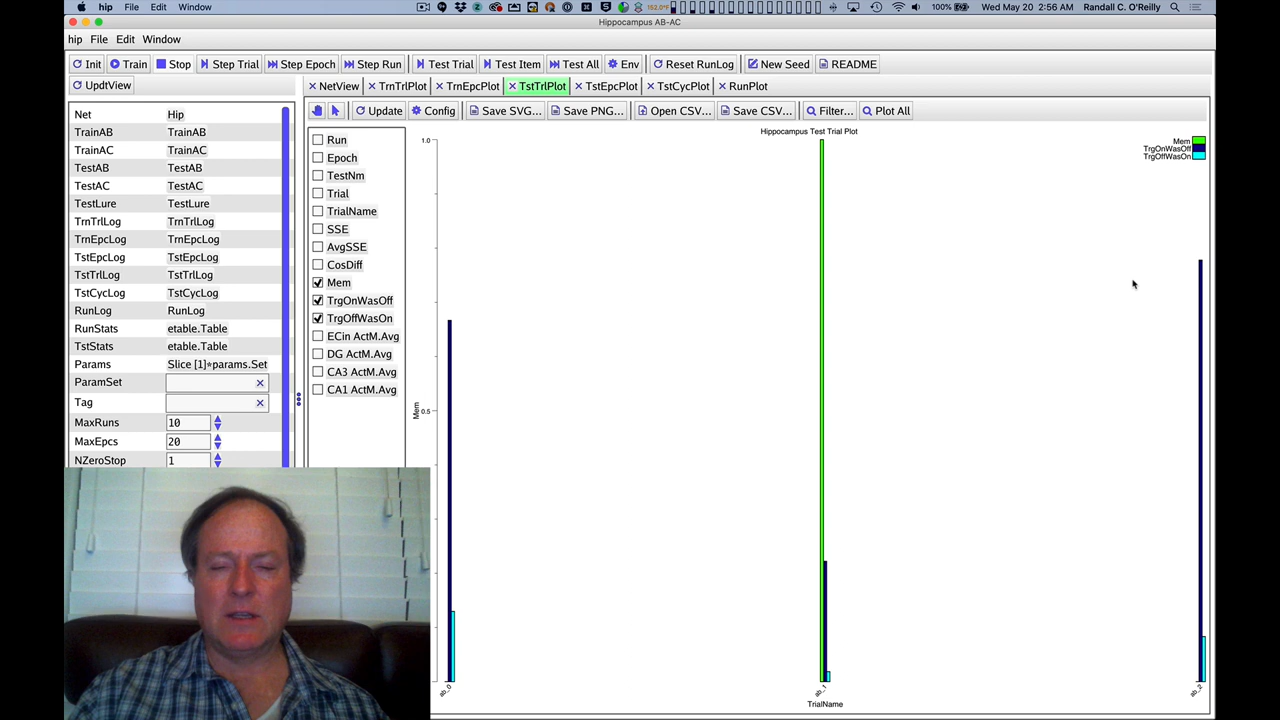 hip File Edit Window 152.0°F 100% Wed May 20 2:56 AM Randall C. O'Reilly
Hippocampus AB-AC
hip File Edit Window
Init Train Stop Step Trial Step Epoch Step Run Test Trial Test Item Test All Env Reset RunLog New Seed README
UpdtView
NetView TrnTrlPlot TrnEpcPlot TstTrlPlot TstEpcPlot TstCycPlot RunPlot
Update Config Save SVG... Save PNG... Open CSV... Save CSV... Filter... Plot All
Net Hip
TrainAB TrainAB
TrainAC TrainAC
TestAB TestAB
TestAC TestAC
TestLure TestLure
TrnTrlLog TrnTrlLog
TrnEpcLog TrnEpcLog
TstEpcLog TstEpcLog
TstTrlLog TstTrlLog
TstCycLog TstCycLog
RunLog RunLog
RunStats etable.Table
TstStats etable.Table
Params Slice [1]*params.Set
ParamSet
Tag
MaxRuns 10
MaxEpcs 20
NZeroStop 1
Run
Epoch
TestNm
Trial
TrialName
SSE
AvgSSE
CosDiff
Mem
TrgOnWasOff
TrgOffWasOn
ECin ActM.Avg
DG ActM.Avg
CA3 ActM.Avg
CA1 ActM.Avg
Hippocampus Test Trial Plot
Mem
TrgOnWasOff
TrgOffWasOn
1.0
0.5
Mem
ab_0 ab_1 ab_2
TrialName